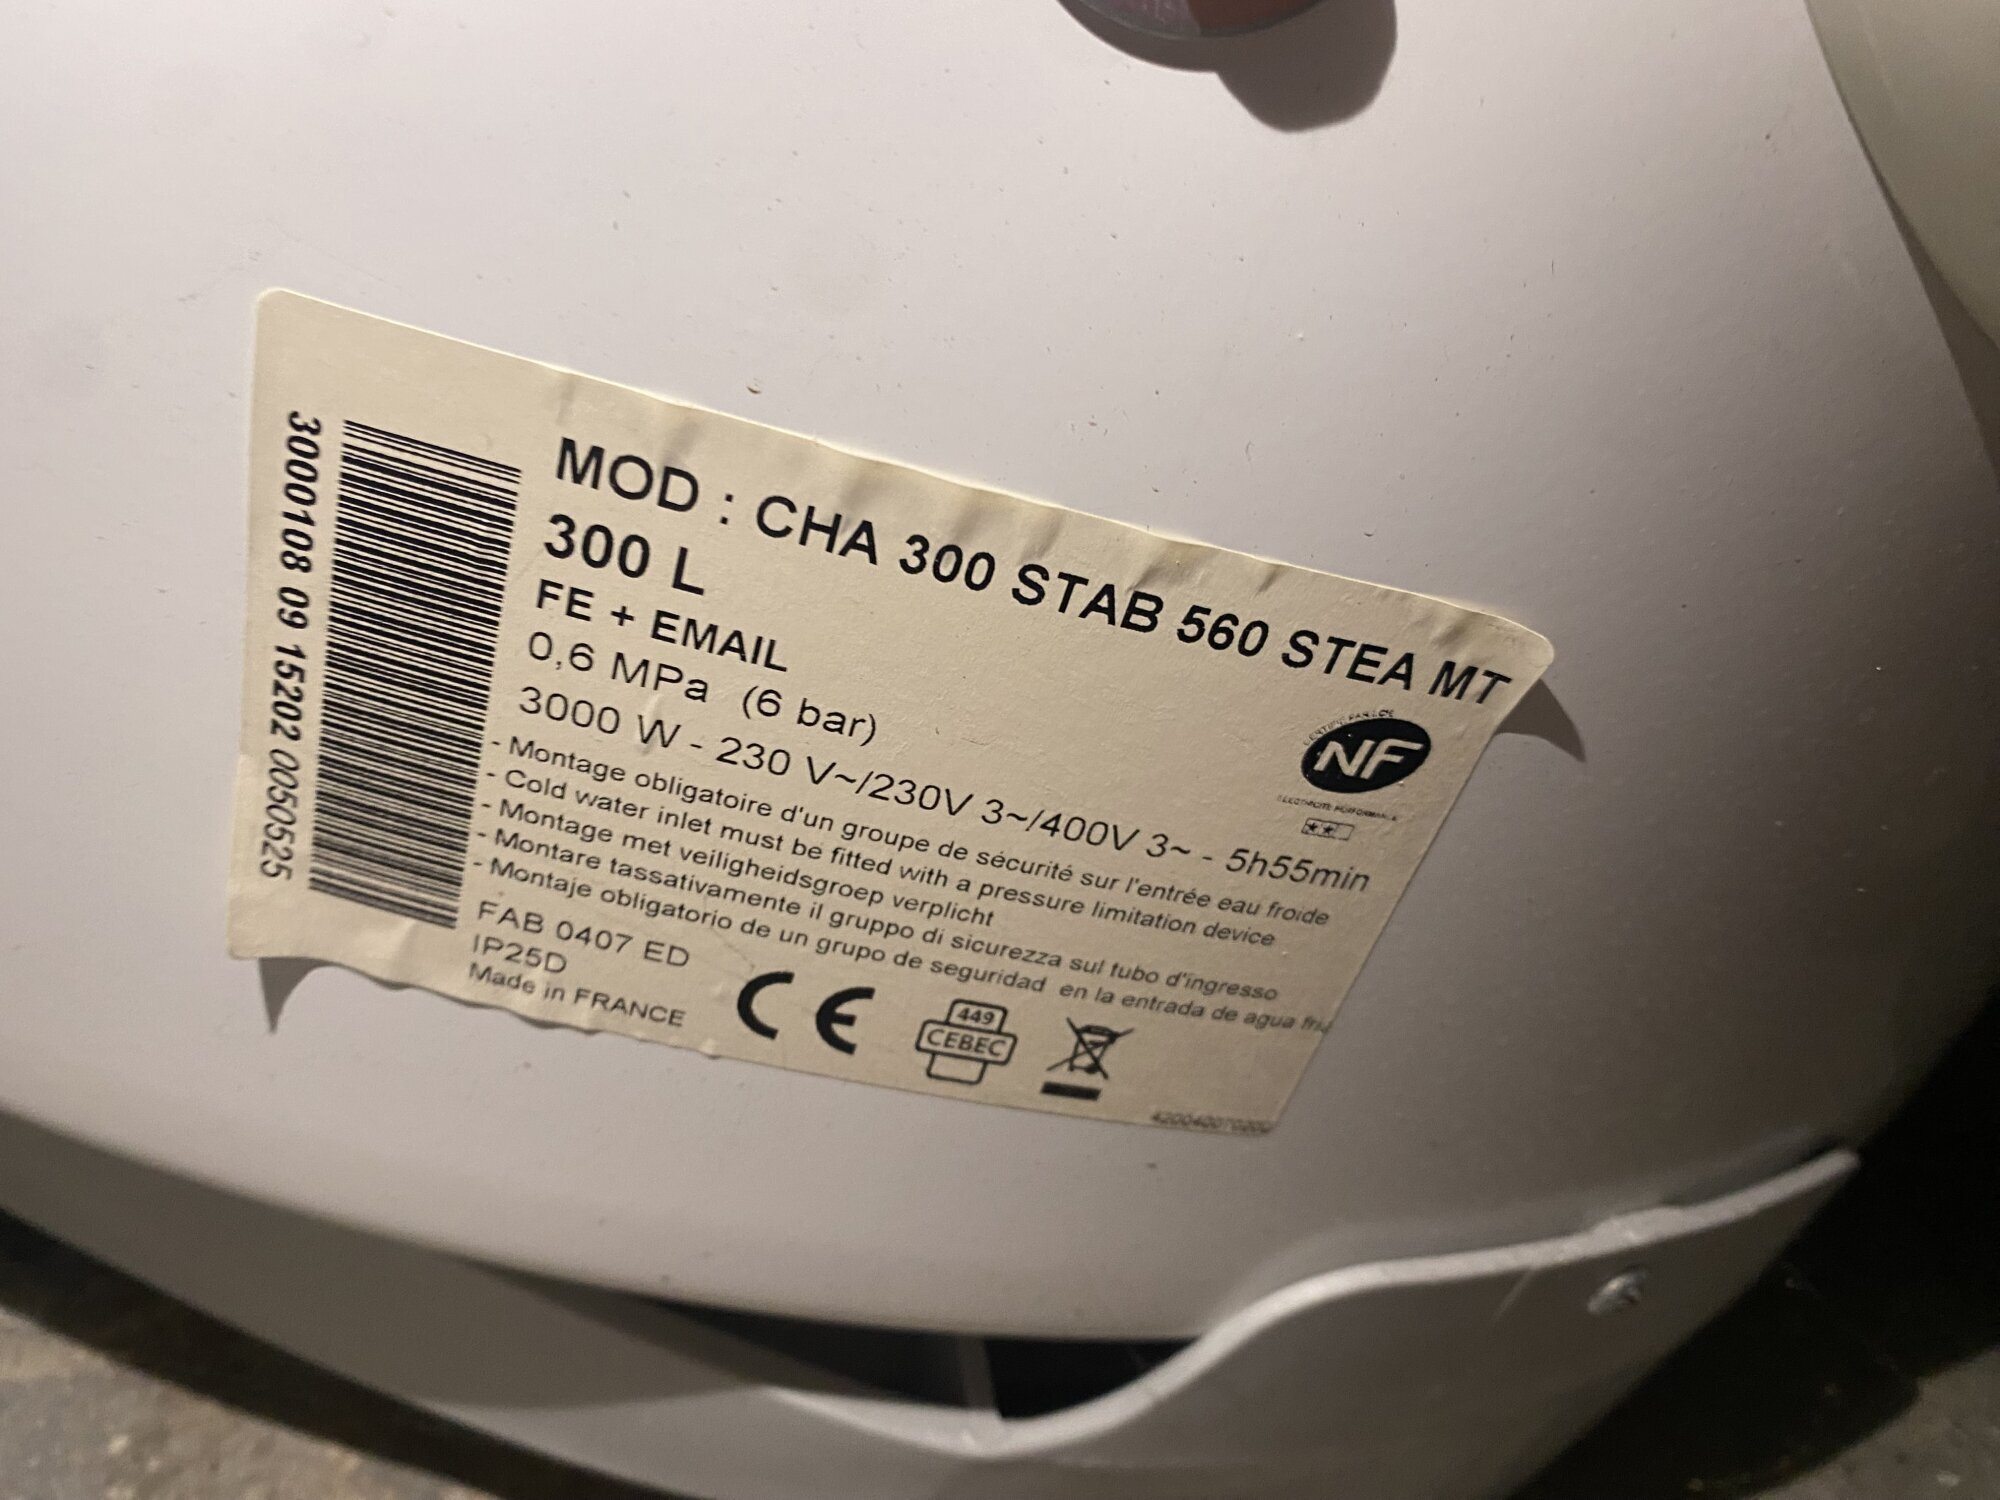 3000108 09 15202 0050525
MOD : CHA 300 STAB 560 STEA MT
300 L
FE + EMAIL
0,6 MPa (6 bar)
3000 W - 230 V~/230V 3~/400V 3~ - 5h55min
- Montage obligatoire d'un groupe de sécurité sur l'entrée eau froide
- Cold water inlet must be fitted with a pressure limitation device
- Montage met veiligheidsgroep verplicht
- Montare tassativamente il gruppo di sicurezza sul tubo d'ingresso
- Montaje obligatorio de un grupo de seguridad en la entrada de agua fria
FAB 0407 ED
IP25D
Made in FRANCE
CE
449
CEBEC
NF
ELECTRICITE PERFORMANCE